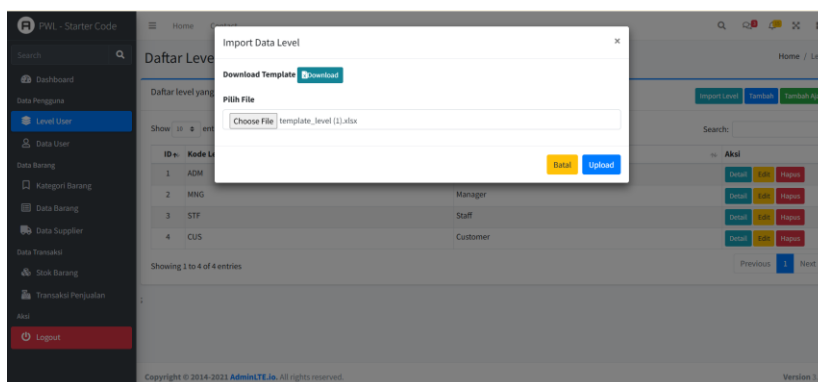 PWL - Starter Code
Home Contact
Search
Dashboard
Data Pengguna
Level User
Data User
Data Barang
Kategori Barang
Data Barang
Data Supplier
Data Transaksi
Stok Barang
Transaksi Penjualan
Aksi
Logout
Daftar Leve
Home / Le
Import Data Level ×
Download Template Download
Pilih File
Choose File template_level (1).xlsx
Batal Upload
Daftar level yang
Import Level Tambah Tambah Aj
Show 10 ent
Search:
ID Kode Le Aksi
1 ADM Detail Edit Hapus
2 MNG Manager Detail Edit Hapus
3 STF Staff Detail Edit Hapus
4 CUS Customer Detail Edit Hapus
Showing 1 to 4 of 4 entries
Previous 1 Next
;
Copyright © 2014-2021 AdminLTE.io. All rights reserved.
Version 3.